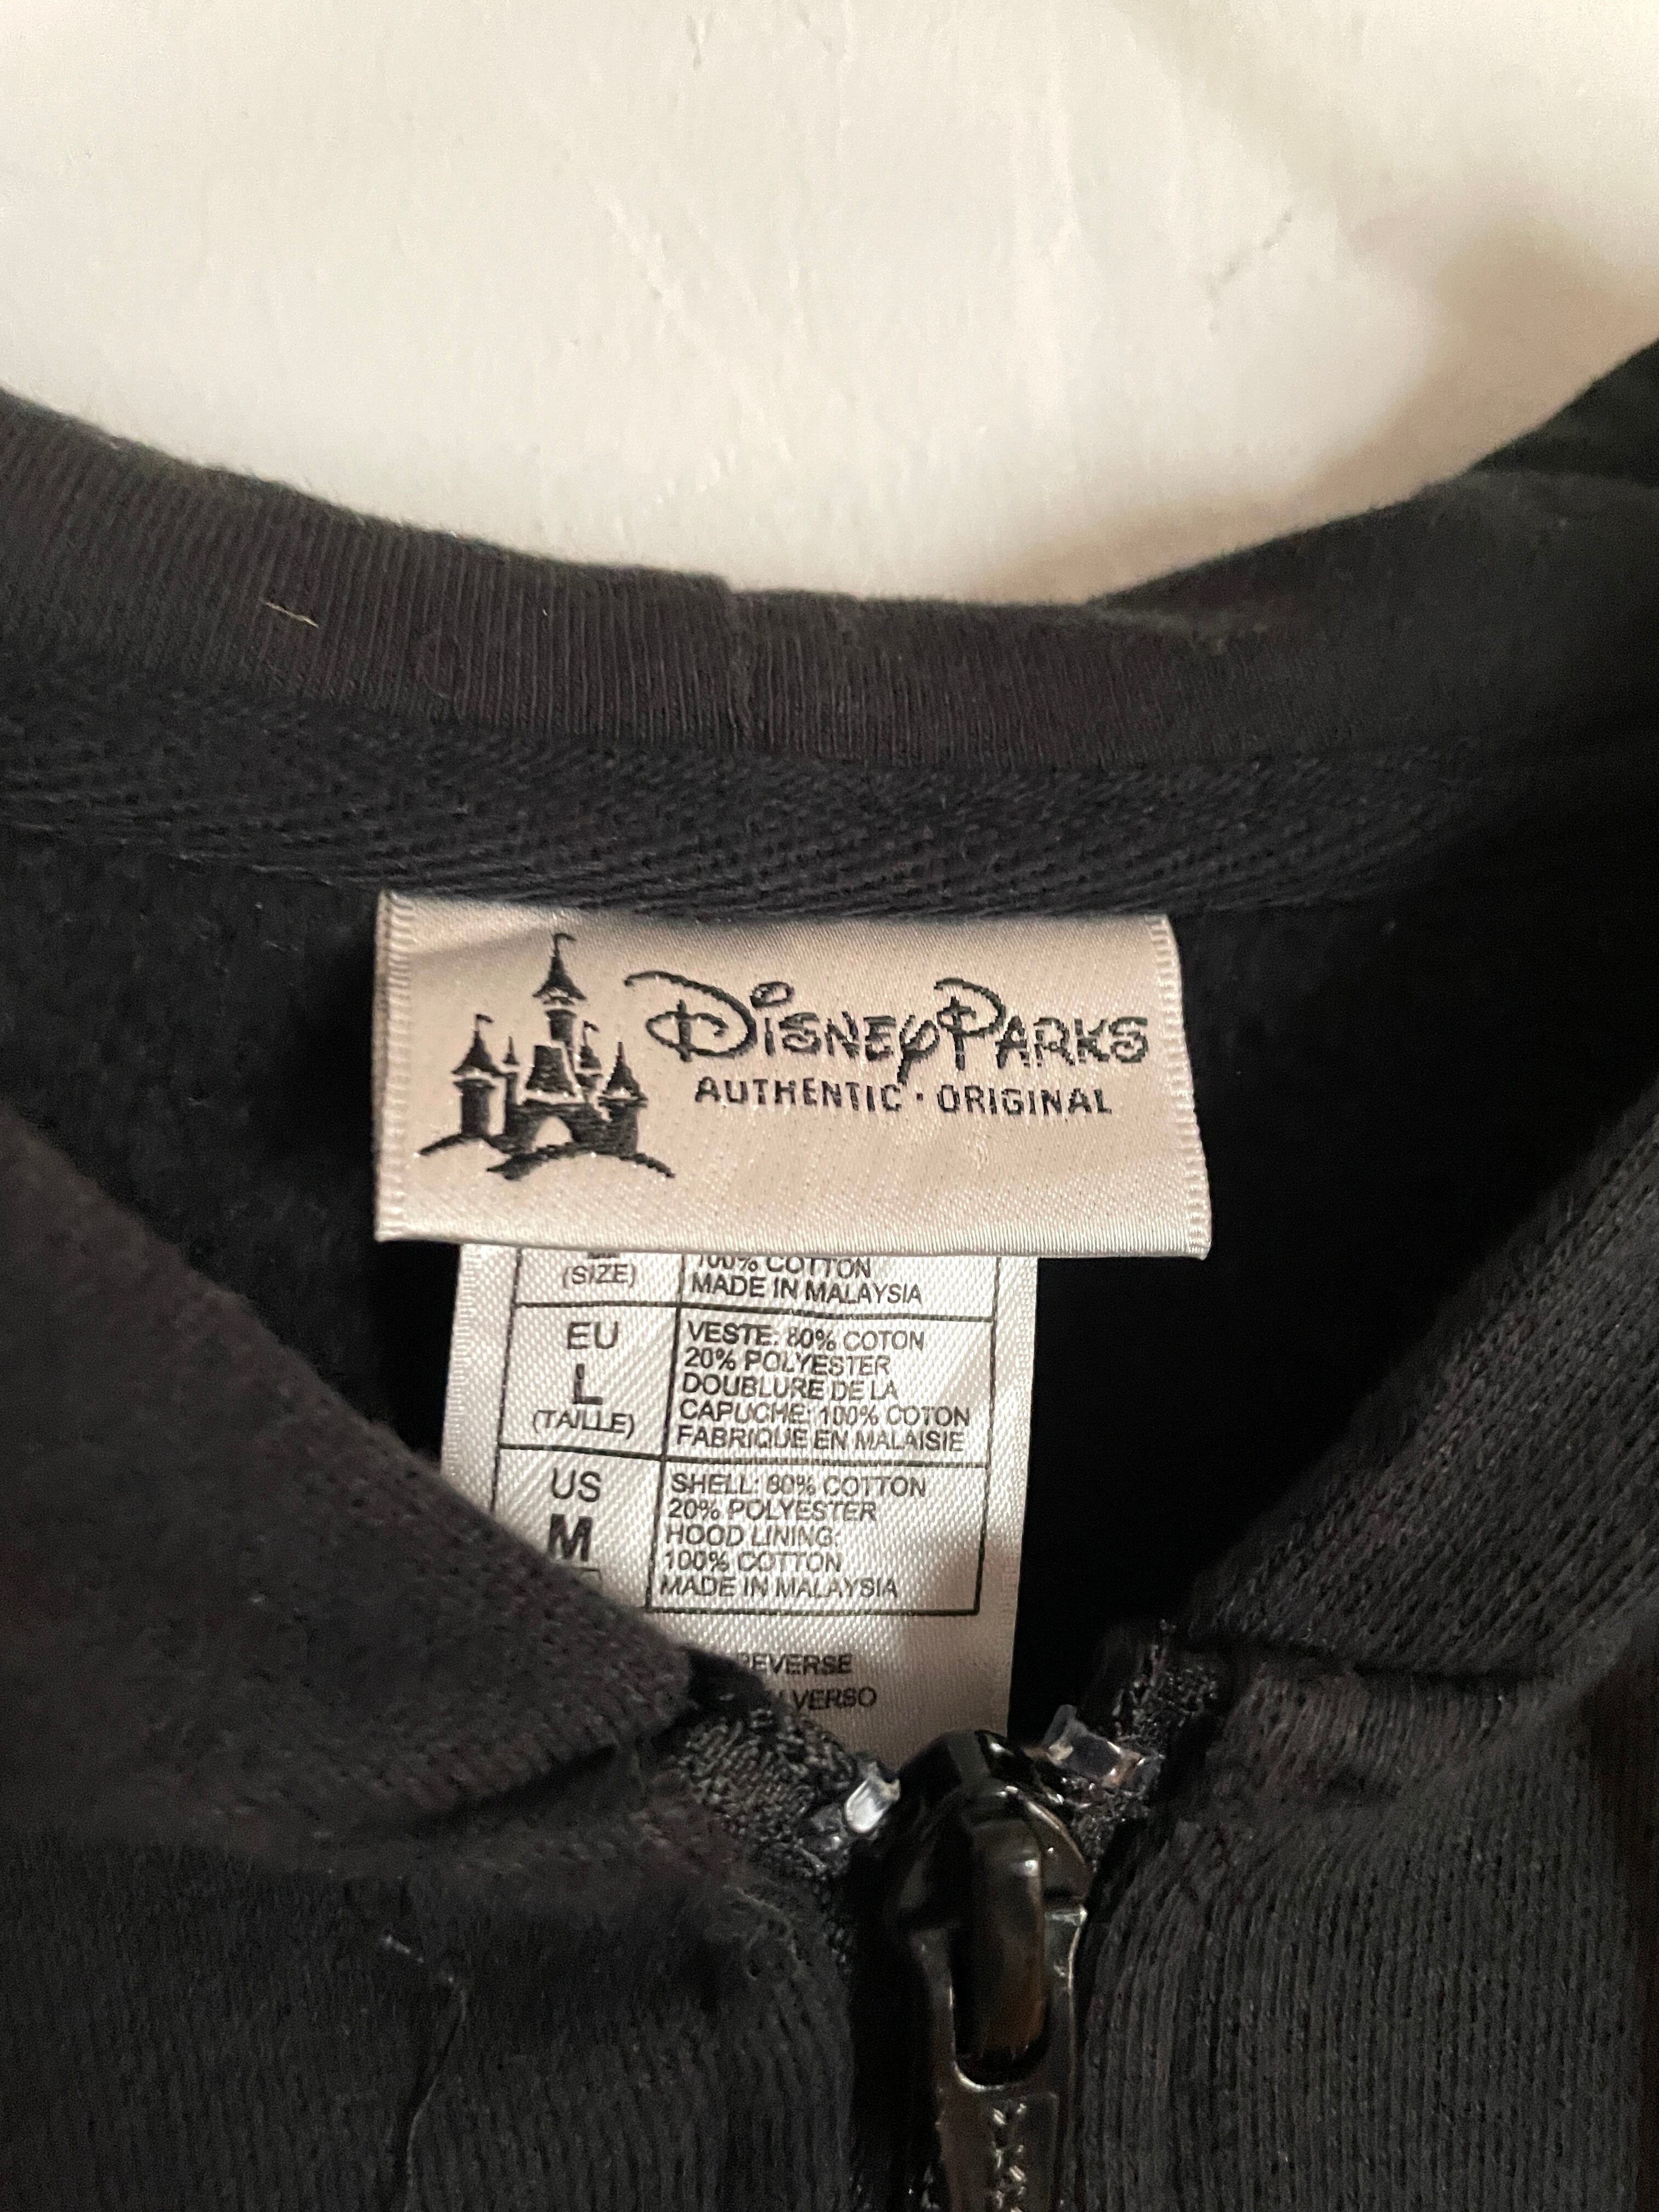 Disney Parks
AUTHENTIC · ORIGINAL
(SIZE)
100% COTTON
MADE IN MALAYSIA
EU
L
(TAILLE)
VESTE: 80% COTON
20% POLYESTER
DOUBLURE DE LA
CAPUCHE: 100% COTON
FABRIQUE EN MALAISIE
US
M
SHELL: 80% COTTON
20% POLYESTER
HOOD LINING:
100% COTTON
MADE IN MALAYSIA
REVERSE
VERSO